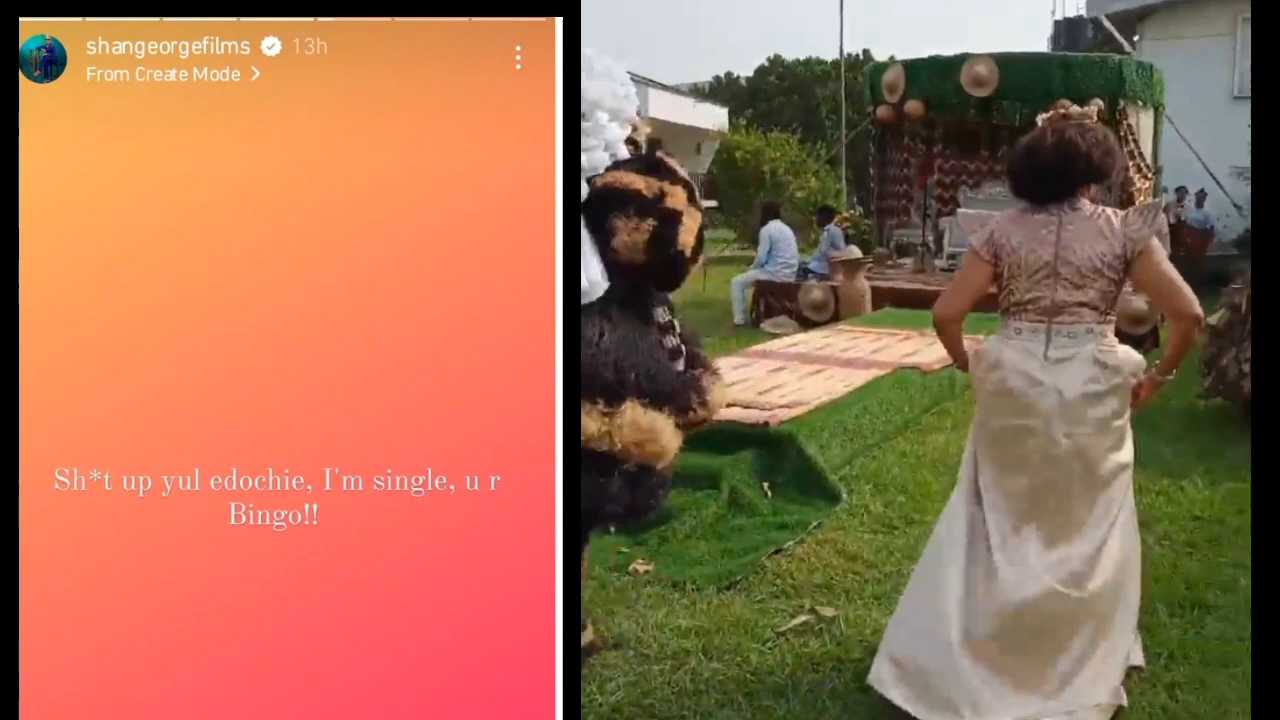 shangeorgefilms 13h
From Create Mode
Sh*t up yul edochie, I'm single, u r
Bingo!!